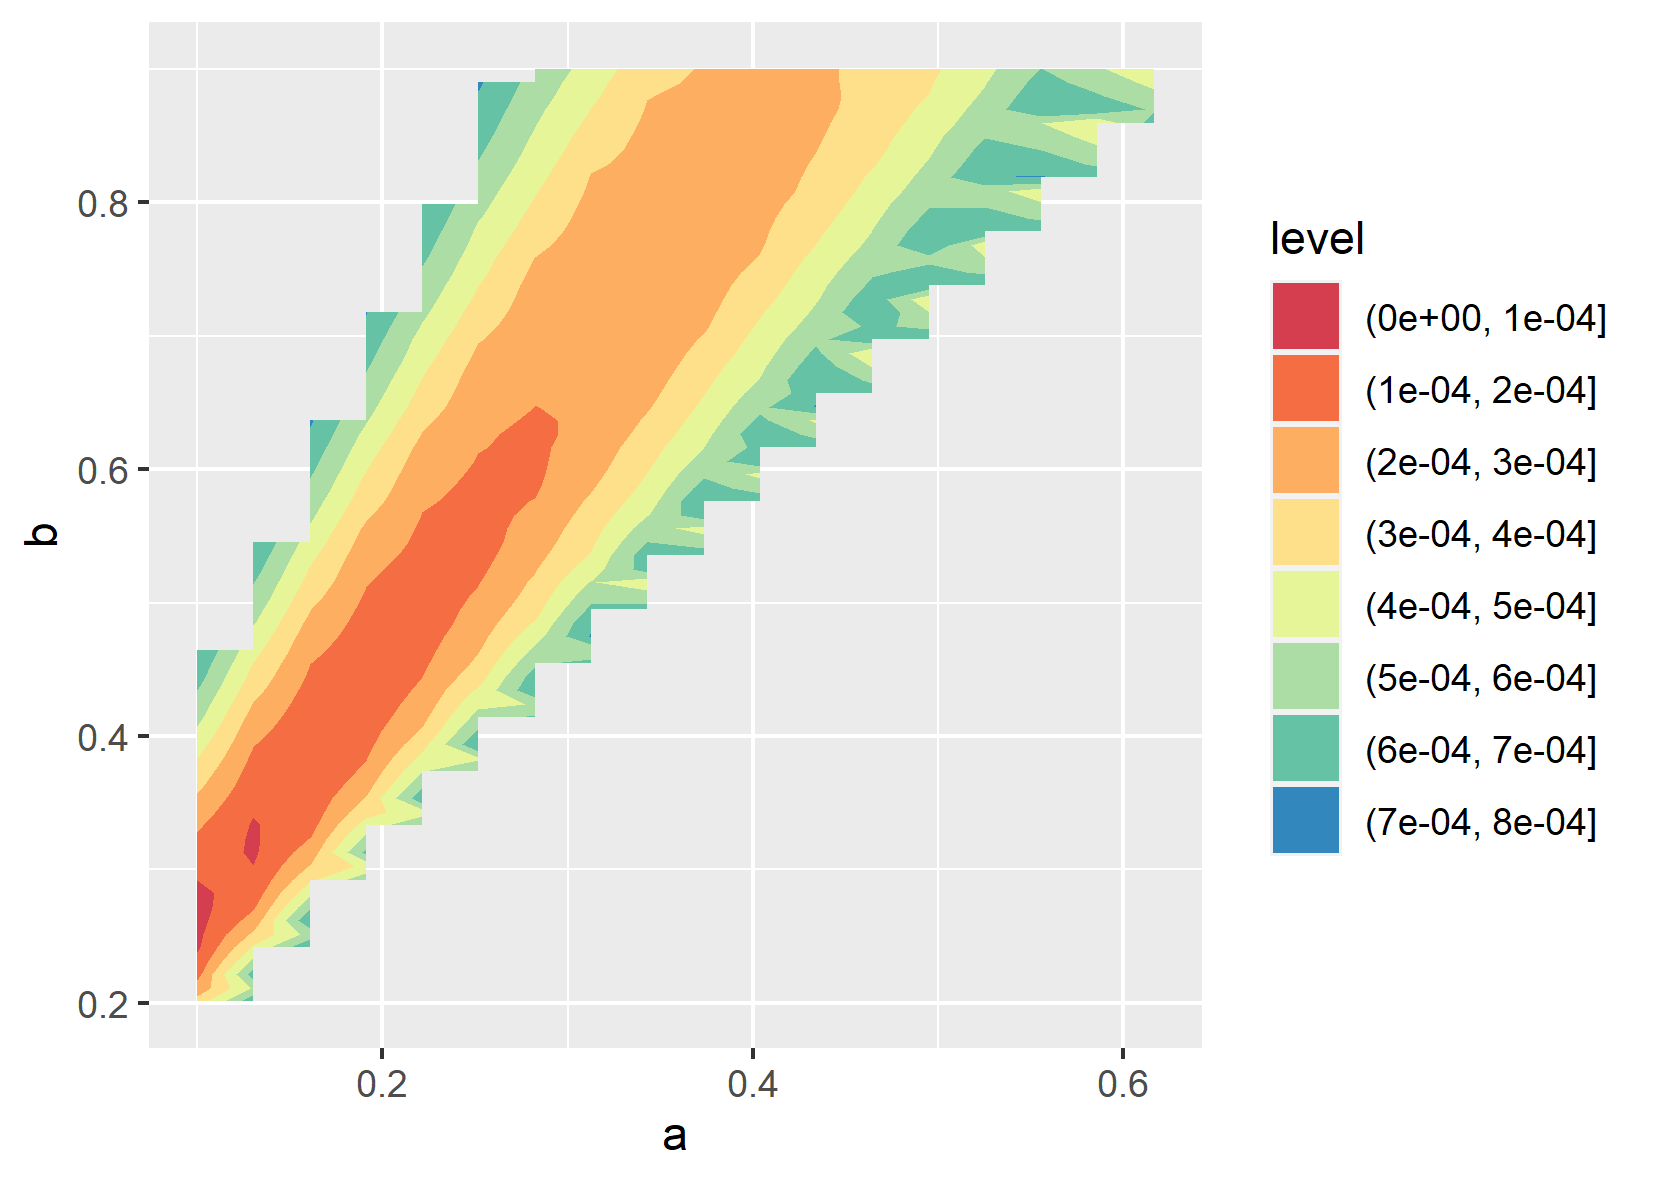 0.8
0.6
0.4
0.2
b
0.2 0.4 0.6
a
level
(0e+00, 1e-04]
(1e-04, 2e-04]
(2e-04, 3e-04]
(3e-04, 4e-04]
(4e-04, 5e-04]
(5e-04, 6e-04]
(6e-04, 7e-04]
(7e-04, 8e-04]